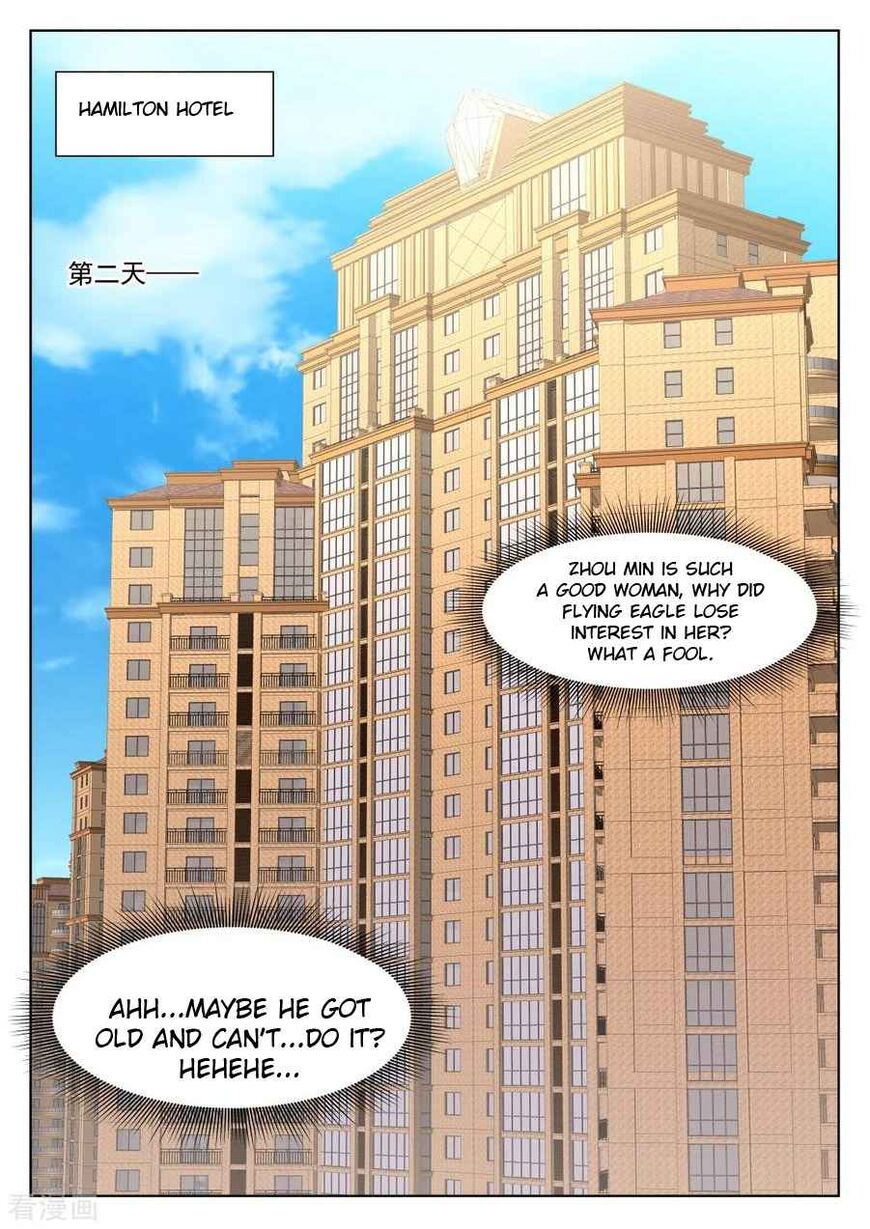 HAMILTON HOTEL
第二天——
ZHOU MIN IS SUCH
A GOOD WOMAN, WHY DID
FLYING EAGLE LOSE
INTEREST IN HER?
WHAT A FOOL.
AHH...MAYBE HE GOT
OLD AND CAN'T...DO IT?
HEHEHE...
看漫画